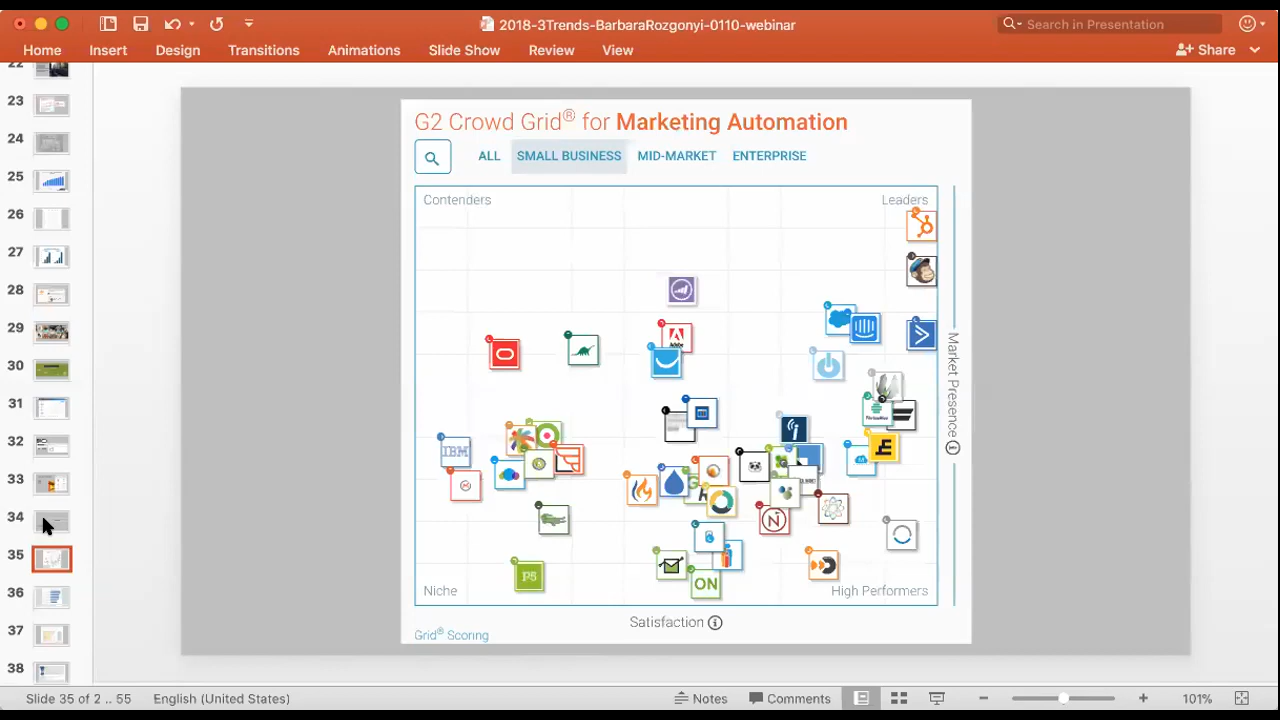 2018-3Trends-BarbaraRozgonyi-0110-webinar
Search in Presentation
Home Insert Design Transitions Animations Slide Show Review View Share
22
23
24
25
26
27
28
29
30
31
32
33
34
35
36
37
38
G2 Crowd Grid® for Marketing Automation
ALL SMALL BUSINESS MID-MARKET ENTERPRISE
Contenders
Leaders
Adobe
IBM
P5
ON
Niche
High Performers
Market Presence
Satisfaction
Grid® Scoring
Slide 35 of 2 .. 55 English (United States) Notes Comments 101%